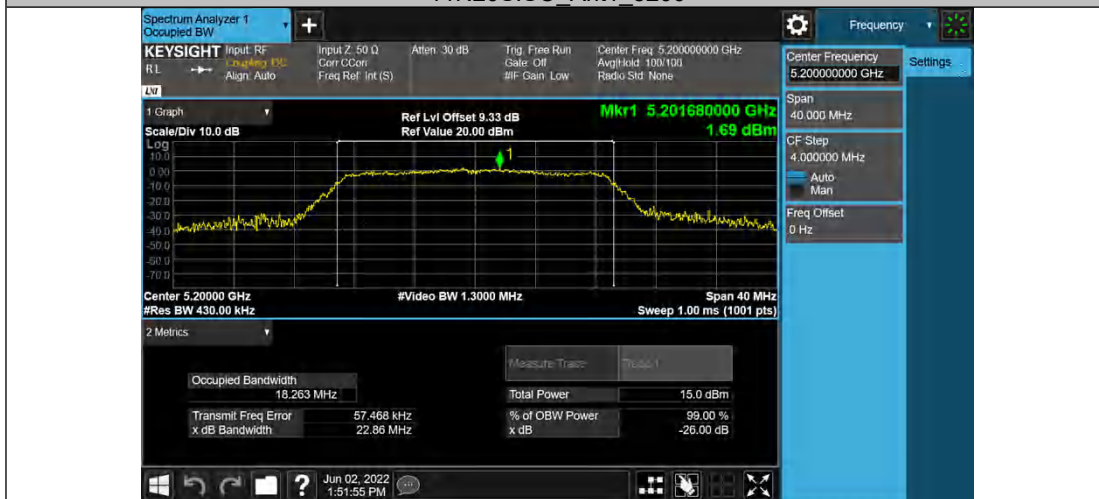 Spectrum Analyzer 1
Occupied BW
Frequency
KEYSIGHT Input: RF
Coupling: DC
Align: Auto
RL
LXI
Input Z: 50 Ω
Corr CCorr
Freq Ref: Int (S)
Atten: 30 dB
Trig: Free Run
Gate: Off
#IF Gain: Low
Center Freq: 5.200000000 GHz
Avg|Hold: 100/100
Radio Std: None
Center Frequency
5.200000000 GHz
Settings
Span
40.000 MHz
CF Step
4.000000 MHz
Auto
Man
Freq Offset
0 Hz
1 Graph
Scale/Div 10.0 dB
Ref Lvl Offset 9.33 dB
Ref Value 20.00 dBm
Mkr1 5.201680000 GHz
1.69 dBm
Log
10.0
0.00
-10.0
-20.0
-30.0
-40.0
-50.0
-60.0
-70.0
1
Center 5.20000 GHz
#Video BW 1.3000 MHz
Span 40 MHz
#Res BW 430.00 kHz
Sweep 1.00 ms (1001 pts)
2 Metrics
Measure Trace
Trace 1
Occupied Bandwidth
18.263 MHz
Total Power
15.0 dBm
Transmit Freq Error
57.468 kHz
% of OBW Power
99.00 %
x dB Bandwidth
22.86 MHz
x dB
-26.00 dB
?
Jun 02, 2022
1:51:55 PM